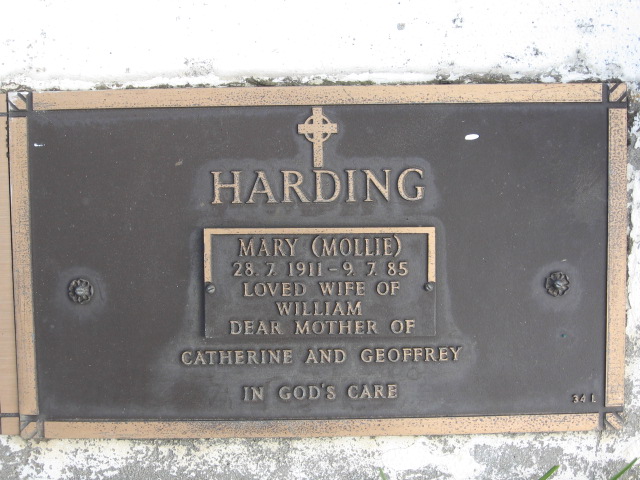 HARDING
MARY (MOLLIE)
28.7.1911-9.7.85
LOVED WIFE OF
WILLIAM
DEAR MOTHER OF
CATHERINE AND GEOFFREY
IN GOD'S CARE
34 L